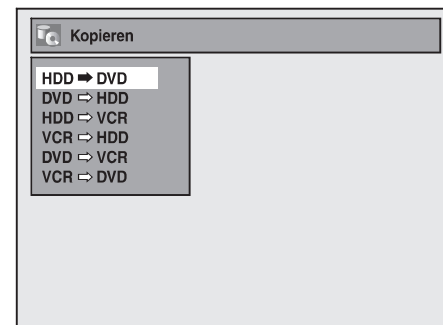 Kopieren
HDD ➡ DVD
DVD ⇨ HDD
HDD ⇨ VCR
VCR ⇨ HDD
DVD ⇨ VCR
VCR ⇨ DVD